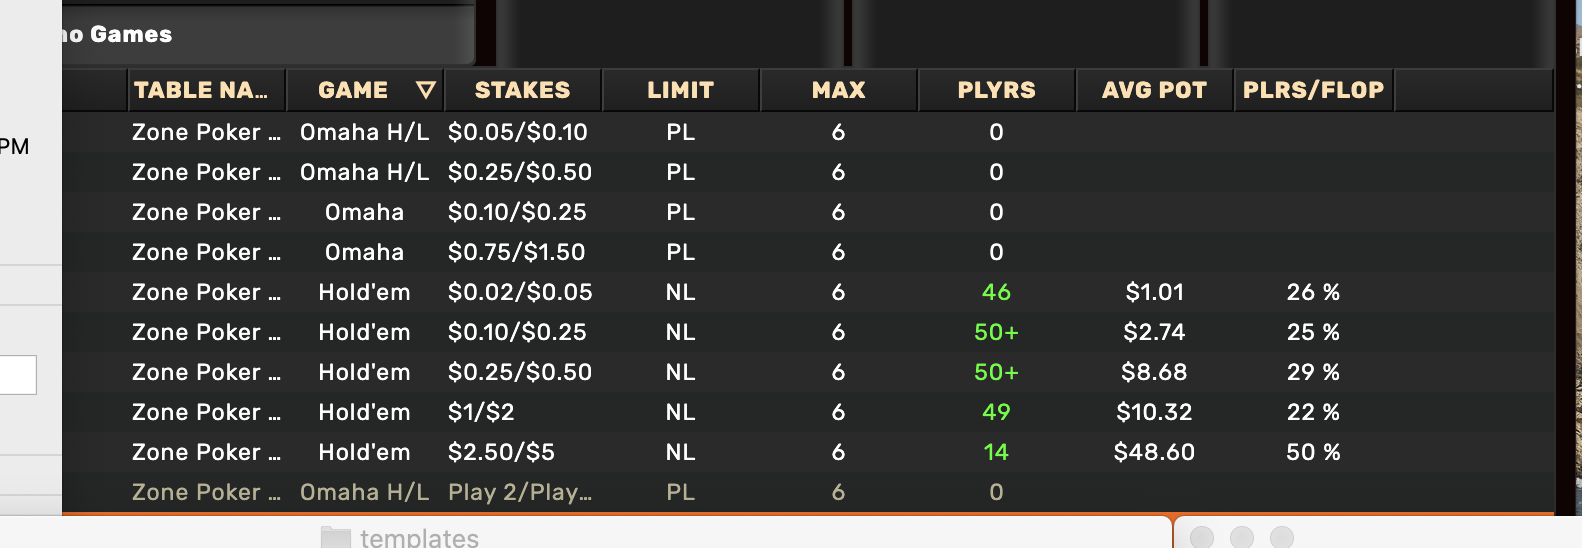 no Games
TABLE NA… GAME ▽ STAKES LIMIT MAX PLYRS AVG POT PLRS/FLOP
Zone Poker … Omaha H/L $0.05/$0.10 PL 6 0
PM
Zone Poker … Omaha H/L $0.25/$0.50 PL 6 0
Zone Poker … Omaha $0.10/$0.25 PL 6 0
Zone Poker … Omaha $0.75/$1.50 PL 6 0
Zone Poker … Hold'em $0.02/$0.05 NL 6 46 $1.01 26 %
Zone Poker … Hold'em $0.10/$0.25 NL 6 50+ $2.74 25 %
Zone Poker … Hold'em $0.25/$0.50 NL 6 50+ $8.68 29 %
Zone Poker … Hold'em $1/$2 NL 6 49 $10.32 22 %
Zone Poker … Hold'em $2.50/$5 NL 6 14 $48.60 50 %
Zone Poker … Omaha H/L Play 2/Play… PL 6 0
templates